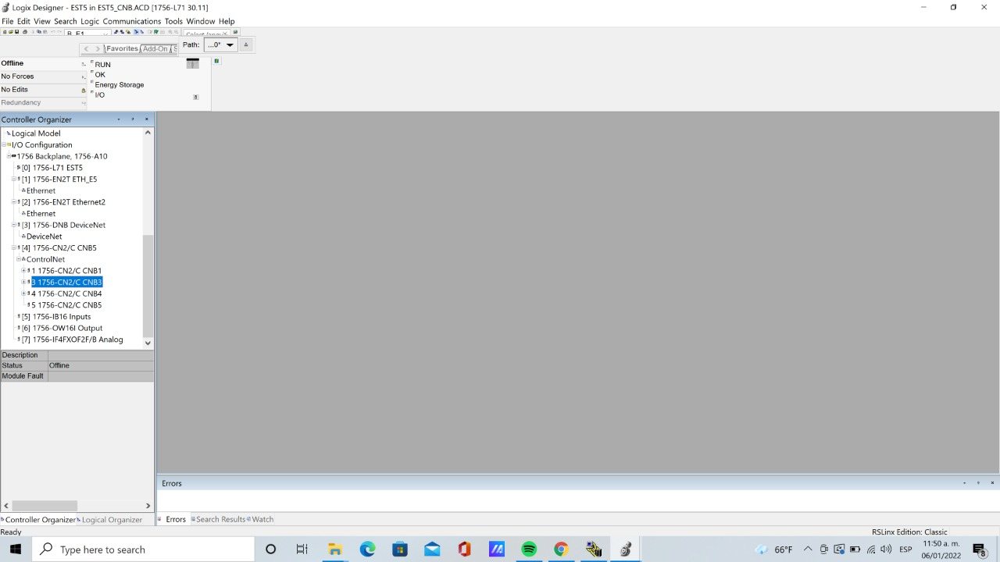 Logix Designer - EST5 in EST5_CNB.ACD [1756-L71 30.11]
File Edit View Search Logic Communications Tools Window Help
B_E1
Select langu
Path: ...0*
Favorites Add-On S
Offline
RUN
No Forces
OK
Energy Storage
No Edits
I/O
Redundancy
Controller Organizer
Logical Model
I/O Configuration
1756 Backplane, 1756-A10
[0] 1756-L71 EST5
[1] 1756-EN2T ETH_E5
Ethernet
[2] 1756-EN2T Ethernet2
Ethernet
[3] 1756-DNB DeviceNet
DeviceNet
[4] 1756-CN2/C CNB5
ControlNet
1 1756-CN2/C CNB1
3 1756-CN2/C CNB3
4 1756-CN2/C CNB4
5 1756-CN2/C CNB5
[5] 1756-IB16 Inputs
[6] 1756-OW16I Output
[7] 1756-IF4FXOF2F/B Analog
Description
Status Offline
Module Fault
Errors
Controller Organizer Logical Organizer
Errors Search Results Watch
Ready
RSLinx Edition: Classic
Type here to search
66°F
ESP
11:50 a. m.
06/01/2022
8